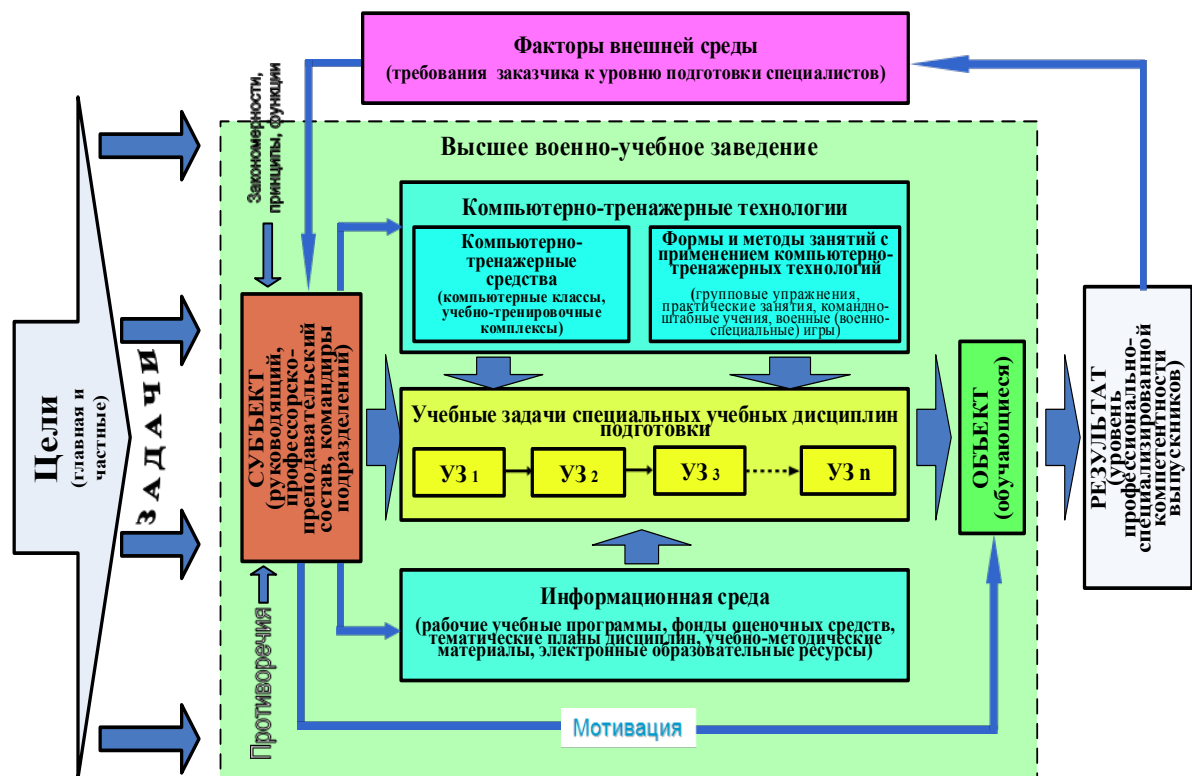 Факторы внешней среды
(требования заказчика к уровню подготовки специалистов)
Закономерности,
принципы, функции
Высшее военно-учебное заведение
Компьютерно-тренажерные технологии
Компьютерно-
тренажерные
средства
(компьютерные классы,
учебно-тренировочные
комплексы)
Формы и методы занятий с
применением компьютерно-
тренажерных технологий
(групповые упражнения,
практические занятия, командно-
штабные учения, военные (военно-
специальные) игры)
Цели
(главная и
частные)
ЗАДАЧИ
СУБЪЕКТ
(руководящий,
профессорско-
преподавательский
состав, командиры
подразделений)
Учебные задачи специальных учебных дисциплин
подготовки
УЗ 1
УЗ 2
УЗ 3
УЗ n
ОБЪЕКТ
(обучающиеся)
РЕЗУЛЬТАТ
(уровень
профессионально-
специализированной
компетентности
выпускников)
Информационная среда
(рабочие учебные программы, фонды оценочных средств,
тематические планы дисциплин, учебно-методические
материалы, электронные образовательные ресурсы)
Противоречия
Мотивация